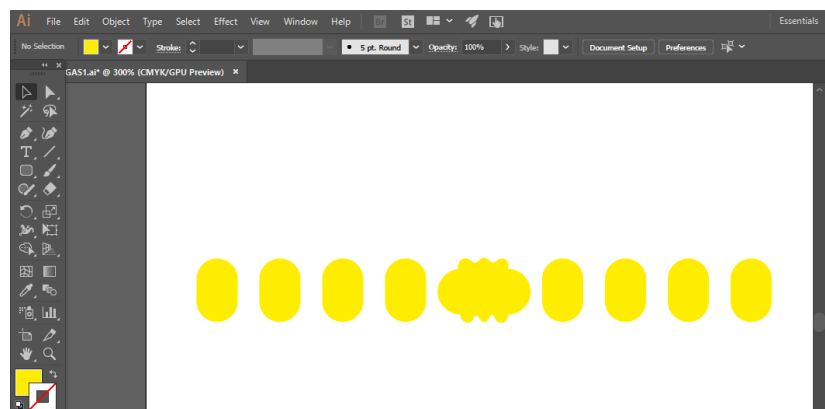 Ai File Edit Object Type Select Effect View Window Help Br St Essentials
No Selection Stroke: 5 pt. Round Opacity: 100% Style: Document Setup Preferences
GAS1.ai* @ 300% (CMYK/GPU Preview) ×